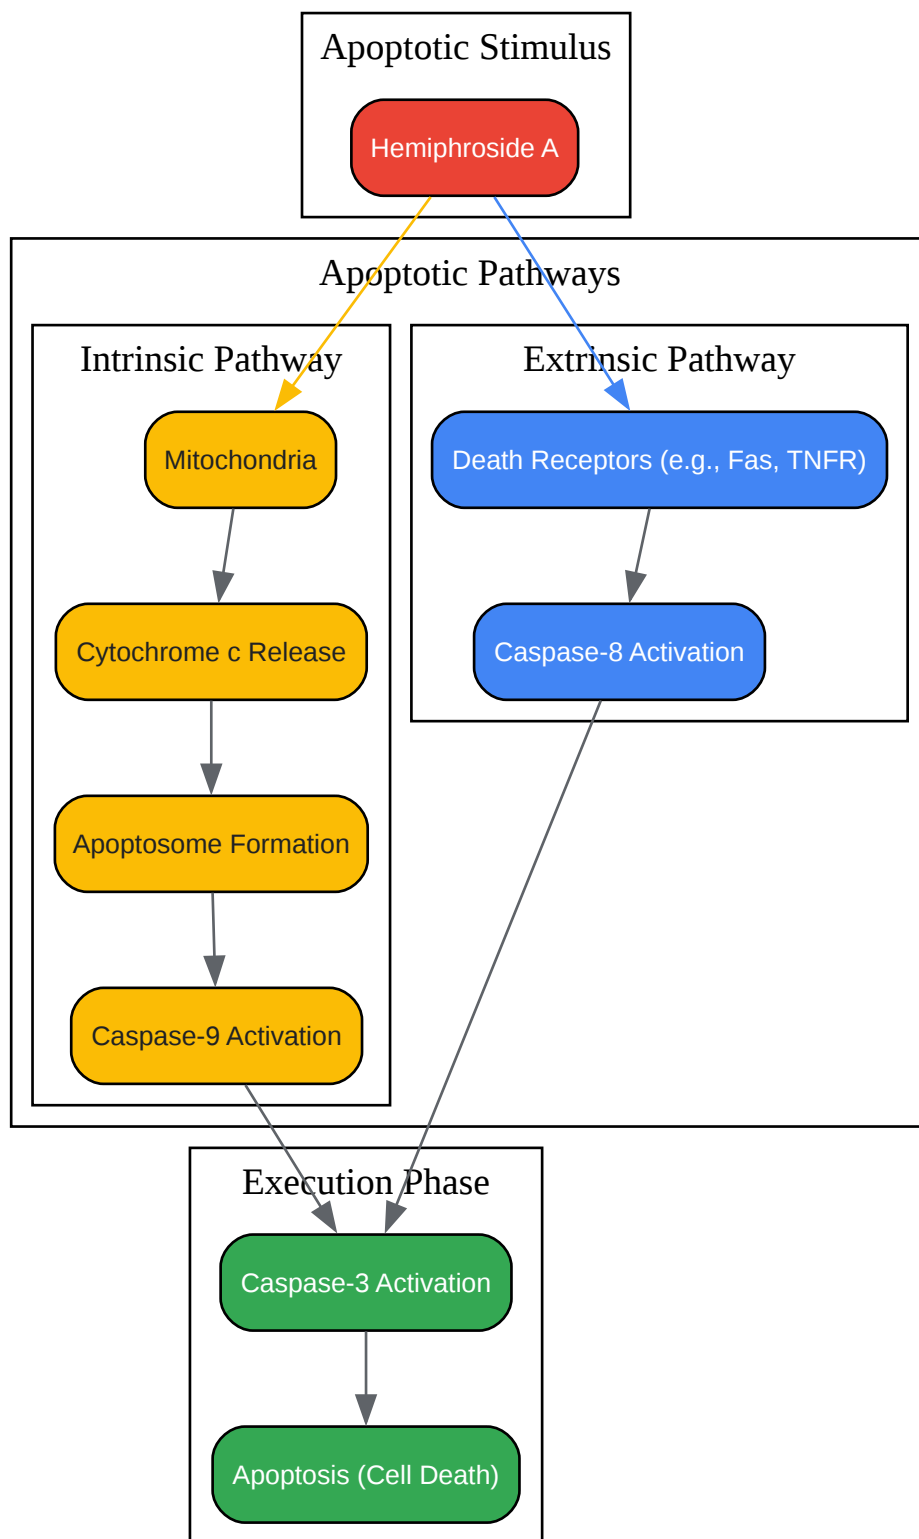 Apoptotic Stimulus
Hemiphroside A
Apoptotic Pathways
Intrinsic Pathway
Mitochondria
Cytochrome c Release
Apoptosome Formation
Caspase-9 Activation
Extrinsic Pathway
Death Receptors (e.g., Fas, TNFR)
Caspase-8 Activation
Execution Phase
Caspase-3 Activation
Apoptosis (Cell Death)